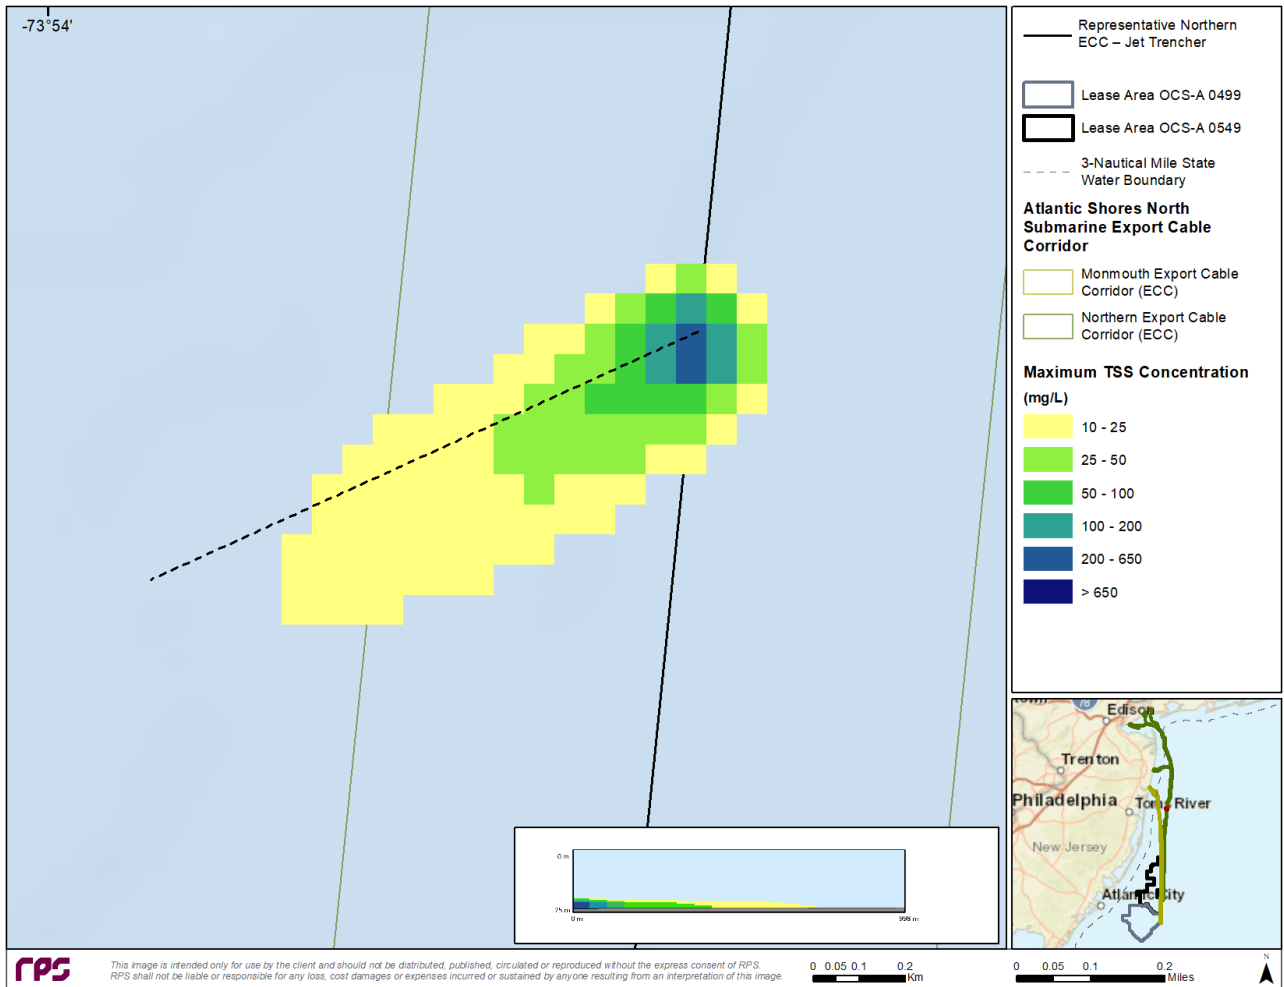 -73°54'
0 m
25 m
0 m
998 m
Representative Northern
ECC – Jet Trencher
Lease Area OCS-A 0499
Lease Area OCS-A 0549
3-Nautical Mile State
Water Boundary
Atlantic Shores North
Submarine Export Cable
Corridor
Monmouth Export Cable
Corridor (ECC)
Northern Export Cable
Corridor (ECC)
Maximum TSS Concentration
(mg/L)
10 - 25
25 - 50
50 - 100
100 - 200
200 - 650
> 650
78
Edison
Trenton
Philadelphia
Toms River
New Jersey
Atlantic City
rps
This image is intended only for use by the client and should not be distributed, published, circulated or reproduced without the express consent of RPS.
RPS shall not be liable or responsible for any loss, cost damages or expenses incurred or sustained by anyone resulting from an interpretation of this image.
0 0.05 0.1 0.2
Km
0 0.05 0.1 0.2
Miles
N